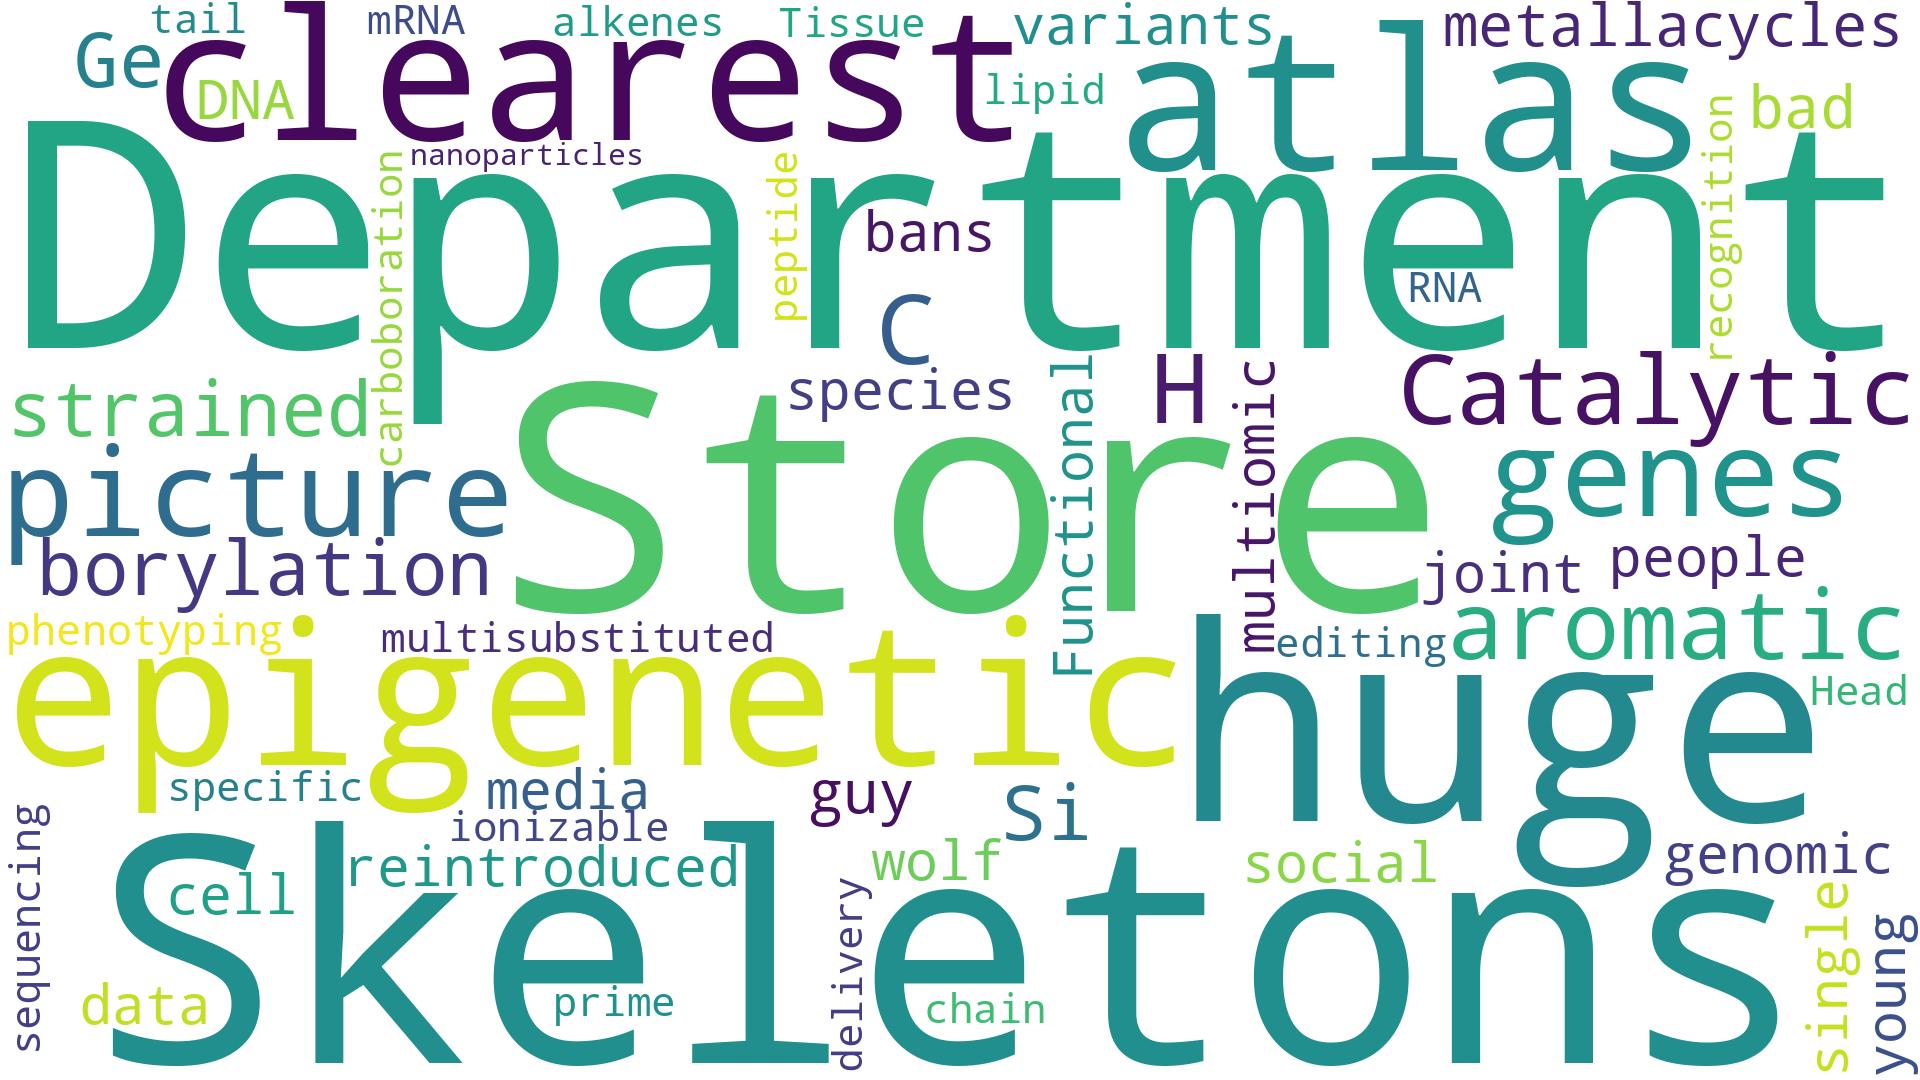 tail
mRNA
alkenes
Tissue
variants
metallacycles
Ge
clearest
DNA
lipid
atlas
bad
Department
nanoparticles
carboboration
peptide
bans
recognition
RNA
C
strained
species
Functional
H
multiomic
Catalytic
Store
picture
genes
borylation
joint
people
phenotyping
multisubstituted
editing
aromatic
epigenetic
huge
Head
specific
media
guy
Si
ionizable
sequencing
reintroduced
wolf
social
genomic
cell
Skeletons
delivery
single
young
data
prime
chain